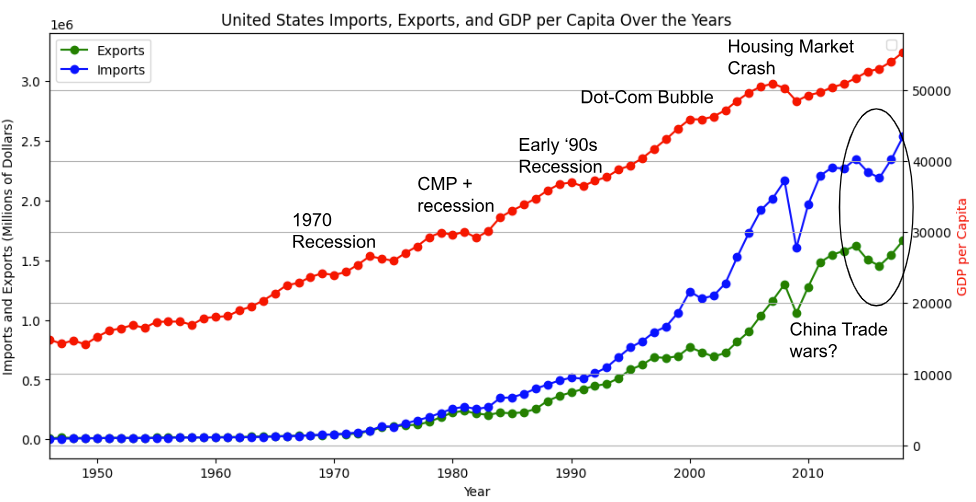 United States Imports, Exports, and GDP per Capita Over the Years
1e6
Exports
Imports
Housing Market
Crash
Dot-Com Bubble
Early ‘90s
Recession
CMP +
recession
1970
Recession
China Trade
wars?
Imports and Exports (Millions of Dollars)
3.0
2.5
2.0
1.5
1.0
0.5
0.0
50000
40000
30000
20000
10000
0
GDP per Capita
1950 1960 1970 1980 1990 2000 2010
Year